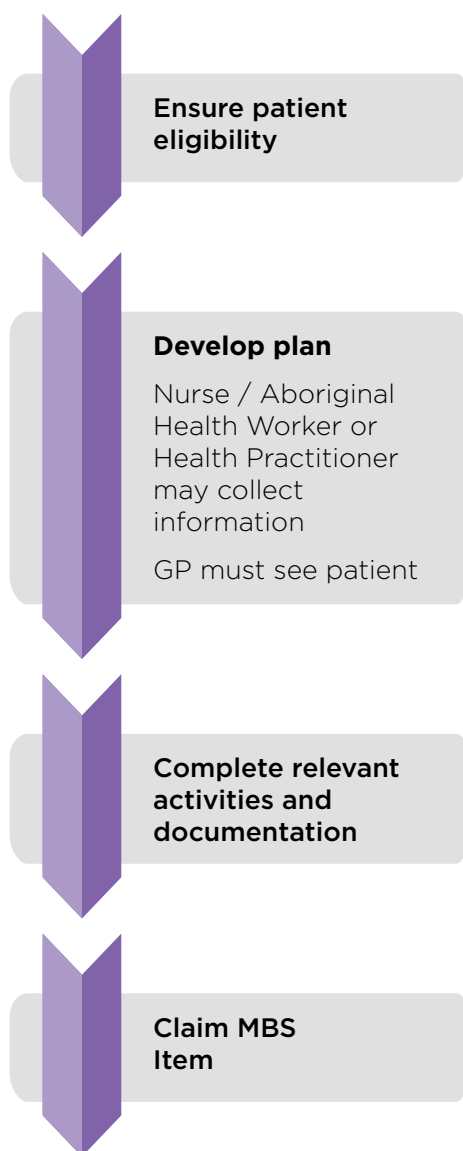 Ensure patient
eligibility
Develop plan
Nurse / Aboriginal
Health Worker or
Health Practitioner
may collect
information
GP must see patient
Complete relevant
activities and
documentation
Claim MBS
Item